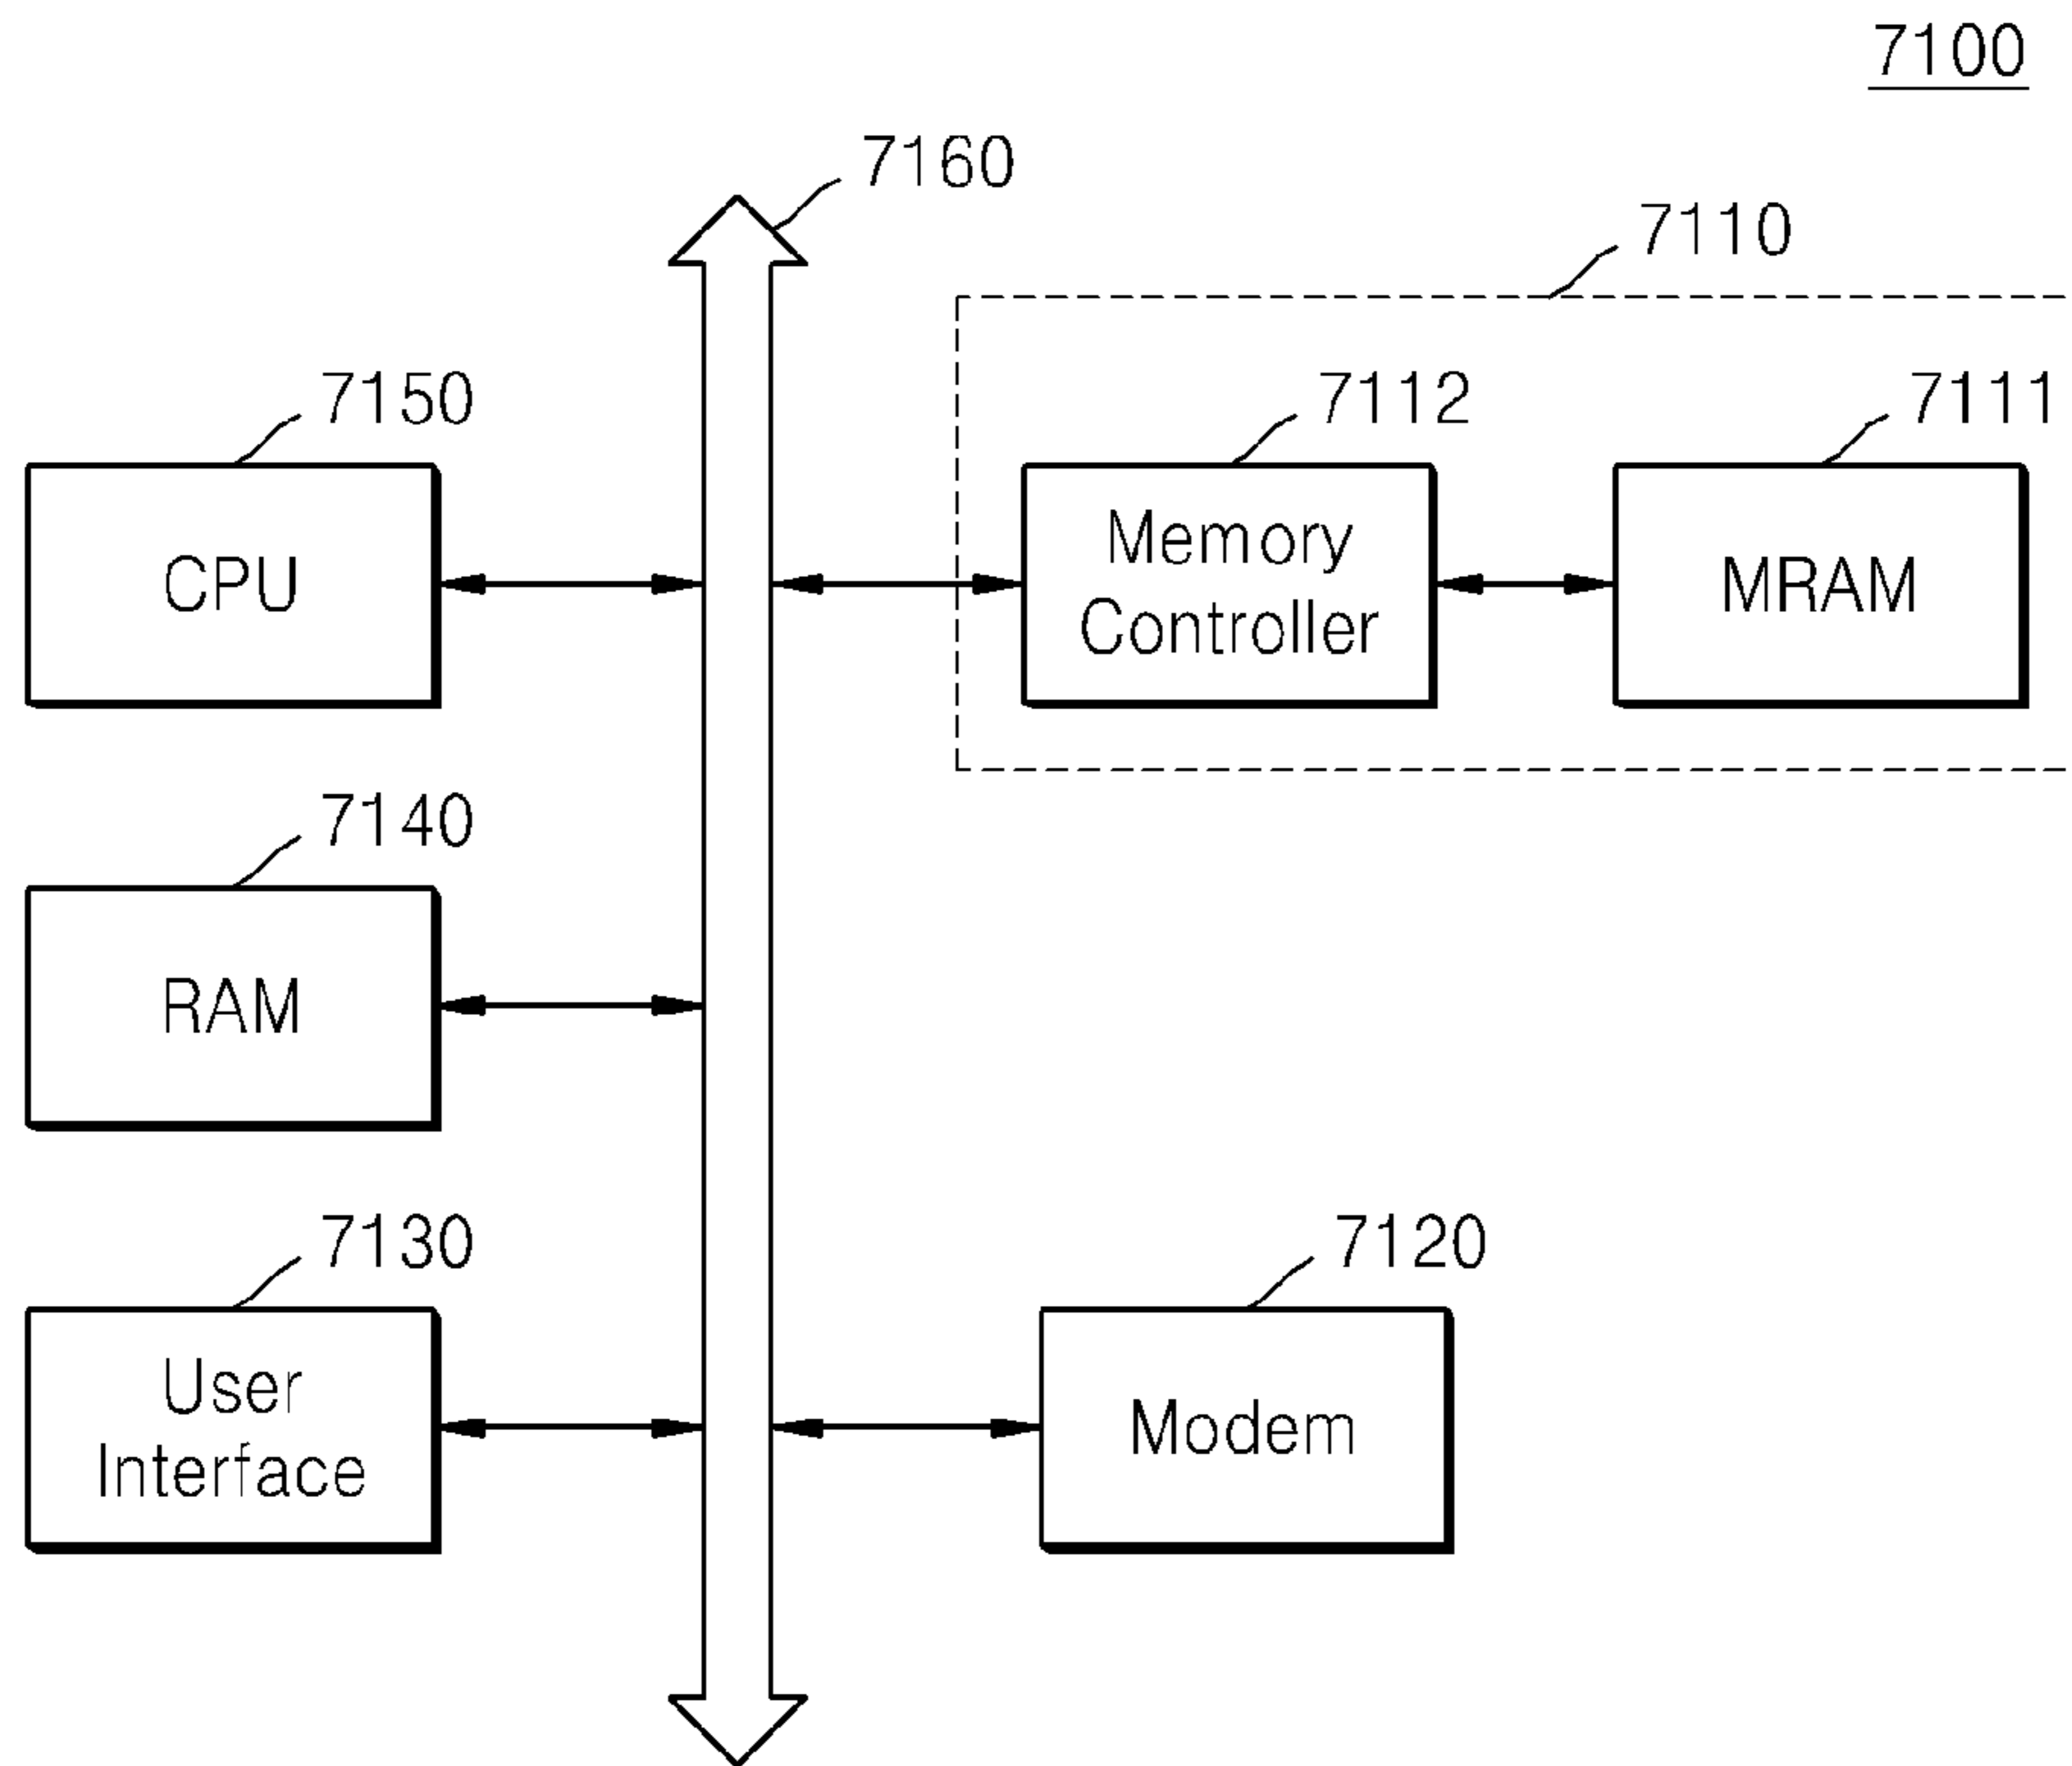 7100
7160
7110
7150
7112
7111
CPU
Memory
Controller
MRAM
7140
RAM
7130
7120
User
Interface
Modem